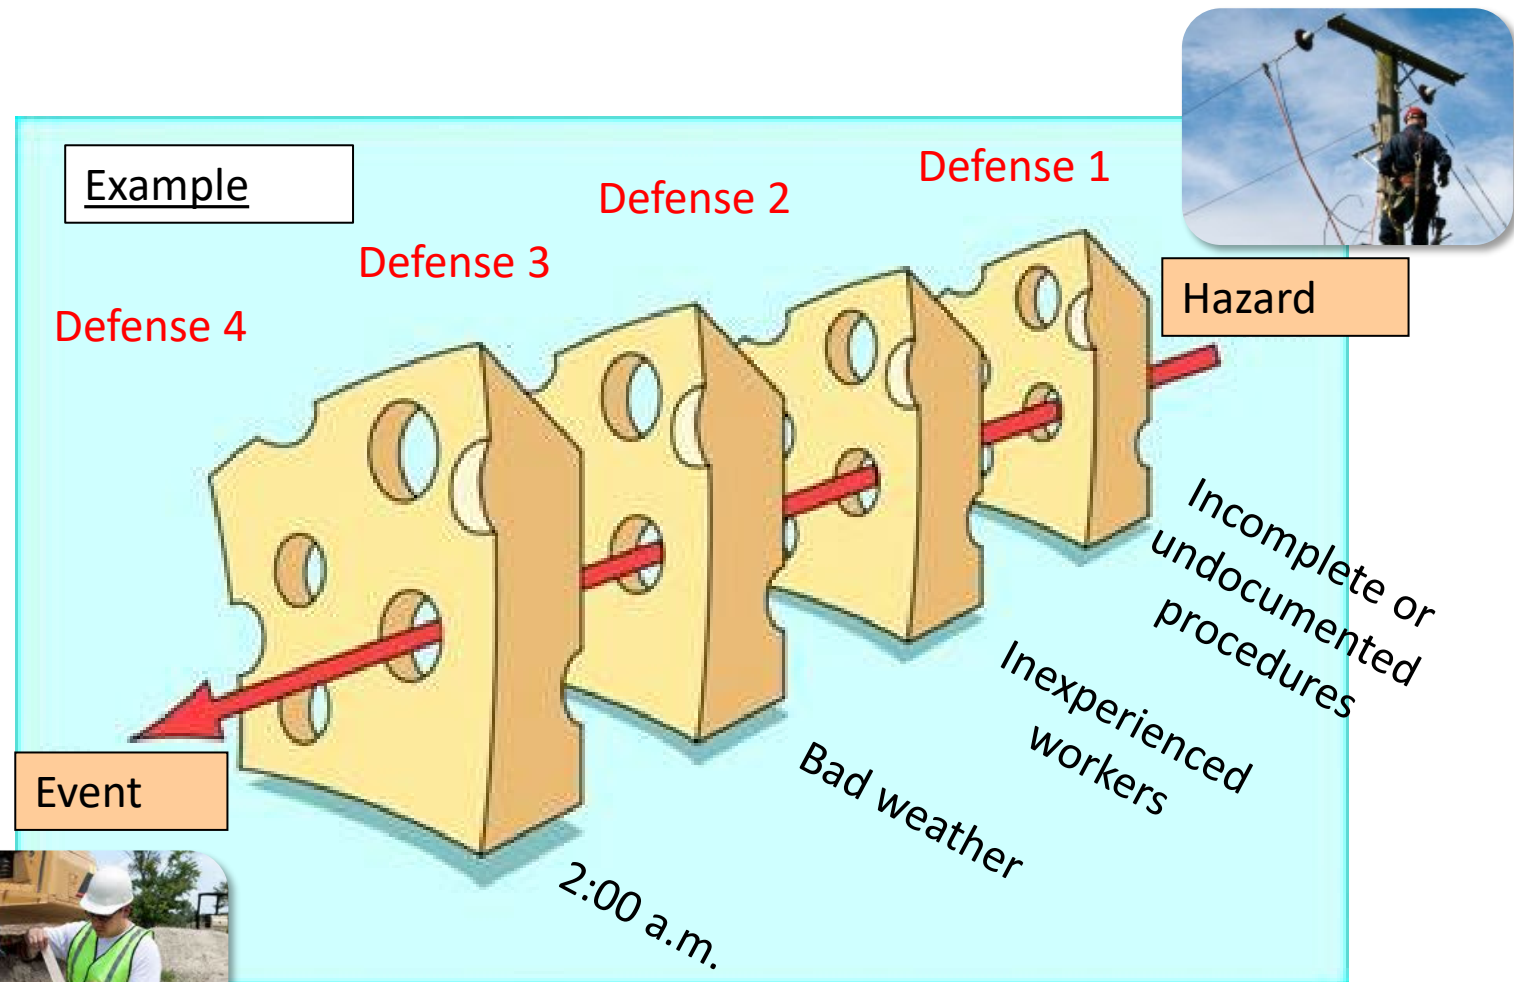 Example
Defense 1
Defense 2
Defense 3
Defense 4
Hazard
Incomplete or
undocumented
procedures
Inexperienced
workers
Bad weather
2:00 a.m.
Event